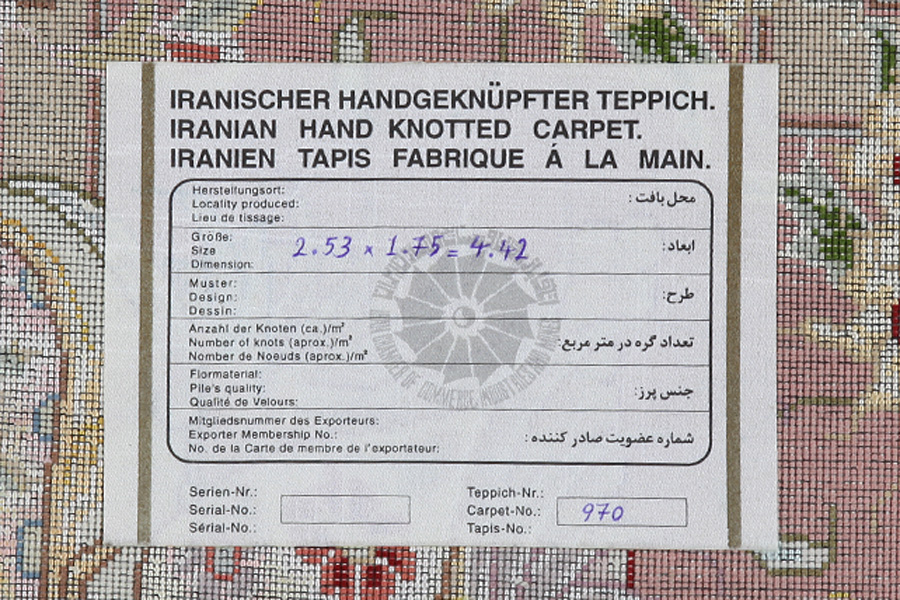 IRANISCHER HANDGEKNÜPFTER TEPPICH.
IRANIAN HAND KNOTTED CARPET.
IRANIEN TAPIS FABRIQUE Á LA MAIN.
Herstellungsort:
Locality produced:
Lieu de tissage:
محل بافت:
Größe:
Size
Dimension:
2.53 × 1.75 = 4.42
ابعاد:
Muster:
Design:
Dessin:
طرح:
Anzahl der Knoten (ca.)/m²
Number of knots (aprox.)/m²
Nomber de Noeuds (aprox.)/m²
تعداد گره در متر مربع:
Flormaterial:
Pile's quality:
Qualité de Velours:
جنس پرز:
Mitgliedsnummer des Exporteurs:
Exporter Membership No.:
No. de la Carte de membre de l'exportateur:
شماره عضویت صادر کننده:
Serien-Nr.:
Serial-No.:
Sérial-No.:
Teppich-Nr.:
Carpet-No.:
Tapis-No.:
970